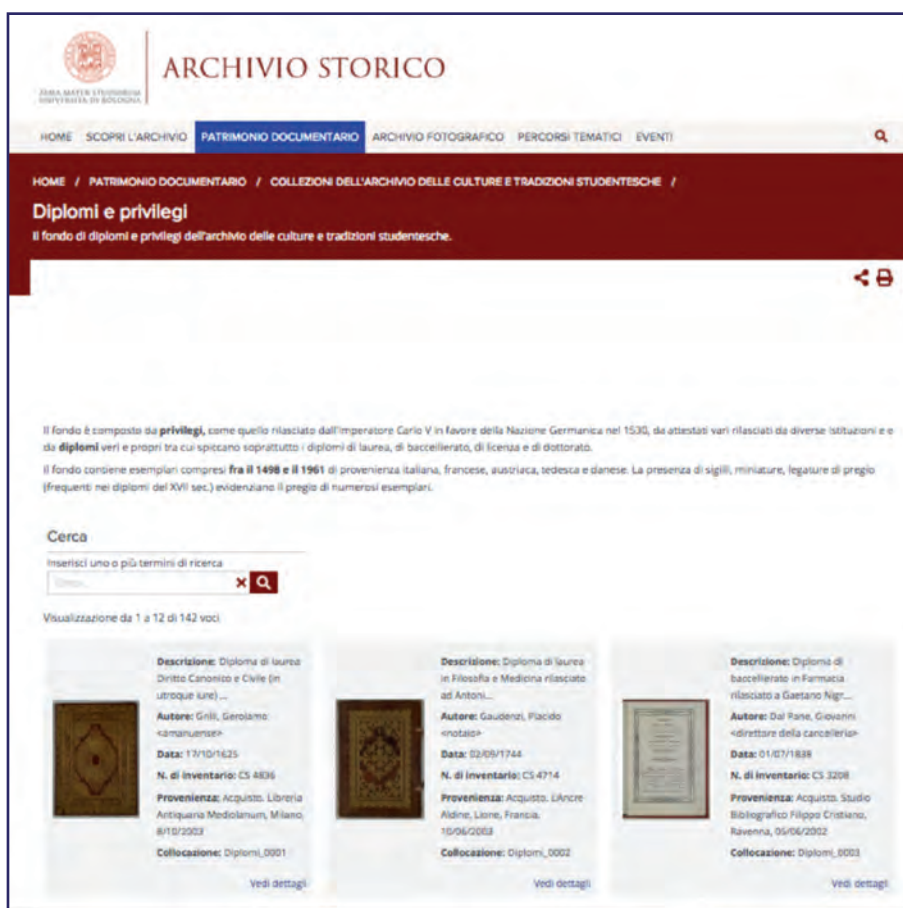 ARCHIVIO STORICO
ALMA MATER STUDIORUM
UNIVERSITÀ DI BOLOGNA
HOME SCOPRI L'ARCHIVIO PATRIMONIO DOCUMENTARIO ARCHIVIO FOTOGRAFICO PERCORSI TEMATICI EVENTI
HOME / PATRIMONIO DOCUMENTARIO / COLLEZIONI DELL'ARCHIVIO DELLE CULTURE E TRADIZIONI STUDENTESCHE /
Diplomi e privilegi
Il fondo di diplomi e privilegi dell'archivio delle culture e tradizioni studentesche.
Il fondo è composto da privilegi, come quello rilasciato dall'Imperatore Carlo V in favore della Nazione Germanica nel 1530, da attestati vari rilasciati da diverse istituzioni e e
da diplomi veri e propri tra cui spiccano soprattutto i diplomi di laurea, di baccellierato, di licenza e di dottorato.
Il fondo contiene esemplari compresi fra il 1498 e il 1961 di provenienza italiana, francese, austriaca, tedesca e danese. La presenza di sigilli, miniature, legature di pregio
(frequenti nei diplomi del XVII sec.) evidenziano il pregio di numerosi esemplari.
Cerca
Inserisci uno o più termini di ricerca
Cerca...
Visualizzazione da 1 a 12 di 142 voci
Descrizione: Diploma di laurea
Diritto Canonico e Civile (in
utroque iure) ...
Autore: Grilli, Gerolamo
<amanuense>
Data: 17/10/1625
N. di inventario: CS 4836
Provenienza: Acquisto. Libreria
Antiquaria Mediolanum, Milano,
8/10/2003
Collocazione: Diplomi_0001
Vedi dettagli
Descrizione: Diploma di laurea
in Filosofia e Medicina rilasciato
ad Antoni...
Autore: Gaudenzi, Placido
<notaio>
Data: 02/09/1744
N. di inventario: CS 4714
Provenienza: Acquisto. L'Ancre
Aldine, Lione, Francia,
10/06/2003
Collocazione: Diplomi_0002
Vedi dettagli
Descrizione: Diploma di
baccellierato in Farmacia
rilasciato a Gaetano Nigr...
Autore: Dal Pane, Giovanni
<direttore della cancelleria>
Data: 01/07/1838
N. di inventario: CS 3208
Provenienza: Acquisto. Studio
Bibliografico Filippo Cristiano,
Ravenna, 05/06/2002
Collocazione: Diplomi_0003
Vedi dettagli